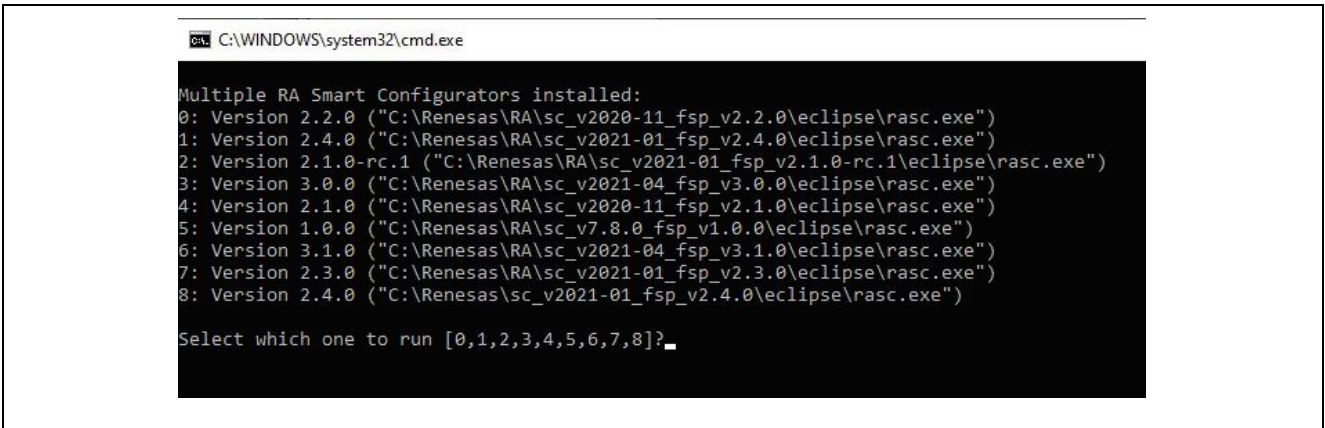 C:\WINDOWS\system32\cmd.exe
Multiple RA Smart Configurators installed:
0: Version 2.2.0 ("C:\Renesas\RA\sc_v2020-11_fsp_v2.2.0\eclipse\rasc.exe")
1: Version 2.4.0 ("C:\Renesas\RA\sc_v2021-01_fsp_v2.4.0\eclipse\rasc.exe")
2: Version 2.1.0-rc.1 ("C:\Renesas\RA\sc_v2021-01_fsp_v2.1.0-rc.1\eclipse\rasc.exe")
3: Version 3.0.0 ("C:\Renesas\RA\sc_v2021-04_fsp_v3.0.0\eclipse\rasc.exe")
4: Version 2.1.0 ("C:\Renesas\RA\sc_v2020-11_fsp_v2.1.0\eclipse\rasc.exe")
5: Version 1.0.0 ("C:\Renesas\RA\sc_v7.8.0_fsp_v1.0.0\eclipse\rasc.exe")
6: Version 3.1.0 ("C:\Renesas\RA\sc_v2021-04_fsp_v3.1.0\eclipse\rasc.exe")
7: Version 2.3.0 ("C:\Renesas\RA\sc_v2021-01_fsp_v2.3.0\eclipse\rasc.exe")
8: Version 2.4.0 ("C:\Renesas\sc_v2021-01_fsp_v2.4.0\eclipse\rasc.exe")
Select which one to run [0,1,2,3,4,5,6,7,8]?